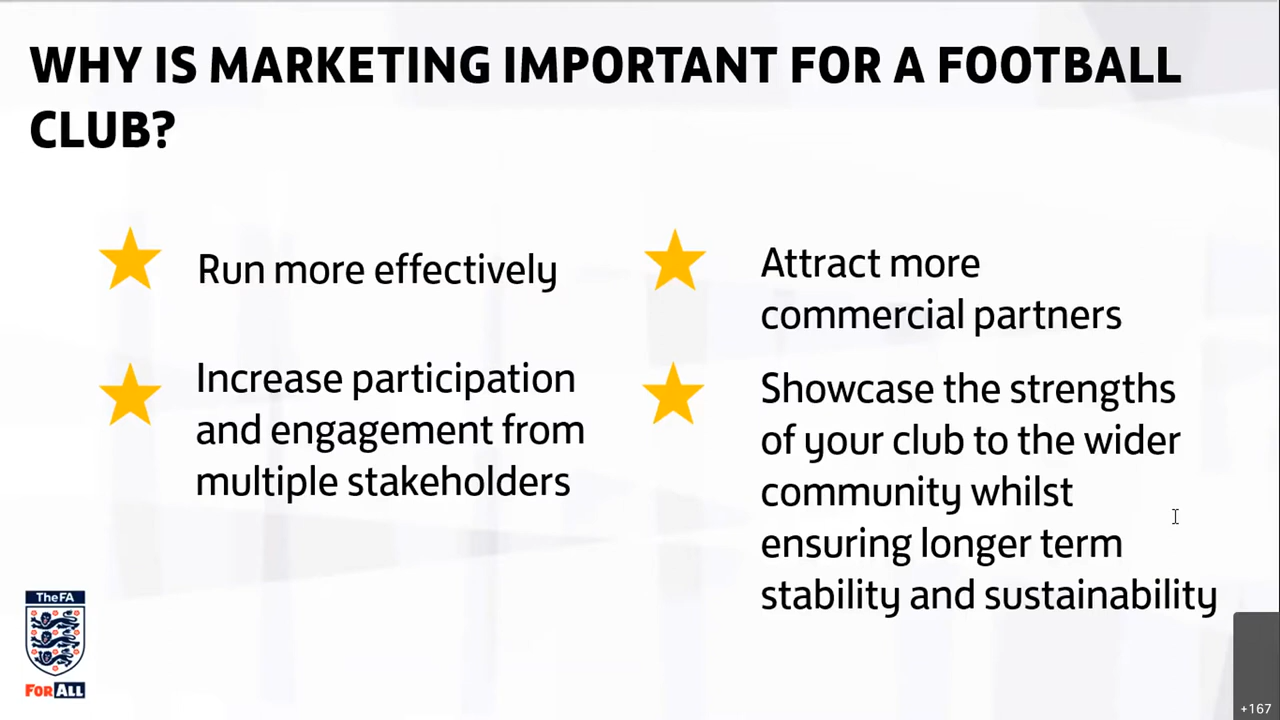 WHY IS MARKETING IMPORTANT FOR A FOOTBALL
CLUB?
Run more effectively
Increase participation
and engagement from
multiple stakeholders
Attract more
commercial partners
Showcase the strengths
of your club to the wider
community whilst
ensuring longer term
stability and sustainability
The FA
FOR ALL
+167